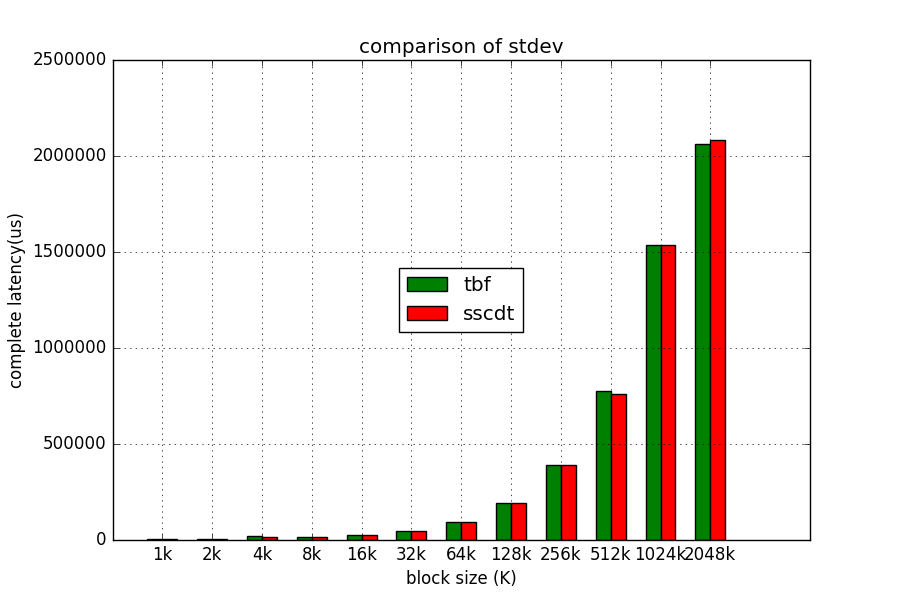 comparison of stdev
2500000
2000000
1500000
1000000
500000
0
complete latency(us)
tbf
sscdt
1k 2k 4k 8k 16k 32k 64k 128k 256k 512k 1024k 2048k
block size (K)